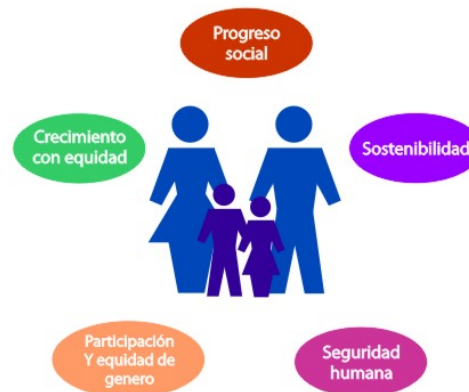 Progreso
social
Crecimiento
con equidad
Sostenibilidad
Participación
Y equidad de
genero
Seguridad
humana